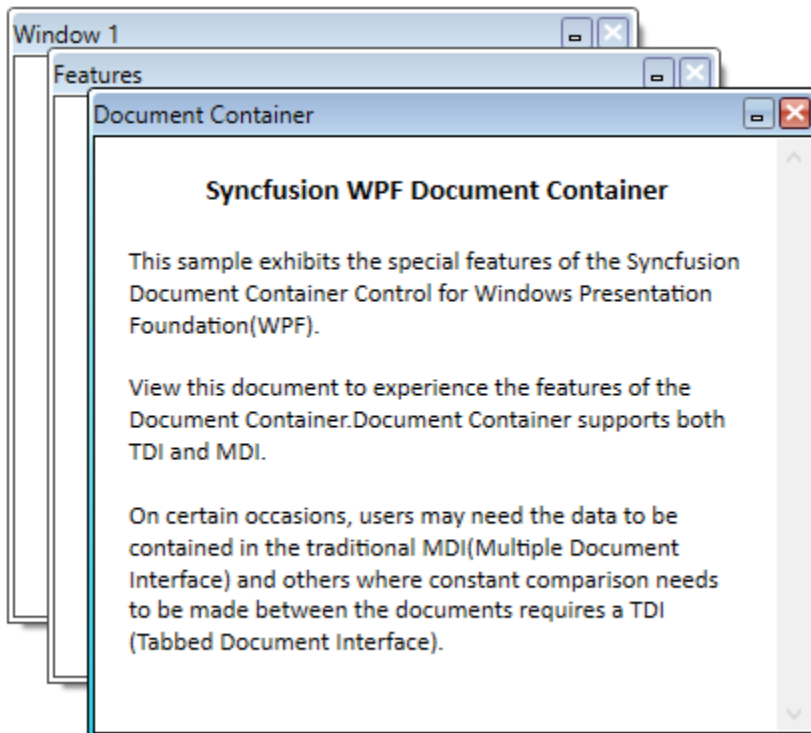 Window 1
Features
Document Container
Syncfusion WPF Document Container
This sample exhibits the special features of the Syncfusion
Document Container Control for Windows Presentation
Foundation(WPF).
View this document to experience the features of the
Document Container.Document Container supports both
TDI and MDI.
On certain occasions, users may need the data to be
contained in the traditional MDI(Multiple Document
Interface) and others where constant comparison needs
to be made between the documents requires a TDI
(Tabbed Document Interface).